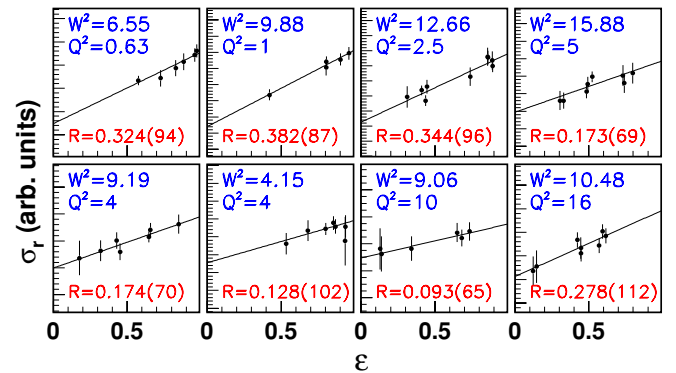 W²=6.55
Q²=0.63
R=0.324(94)
W²=9.88
Q²=1
R=0.382(87)
W²=12.66
Q²=2.5
R=0.344(96)
W²=15.88
Q²=5
R=0.173(69)
σr (arb. units)
W²=9.19
Q²=4
R=0.174(70)
W²=4.15
Q²=4
R=0.128(102)
W²=9.06
Q²=10
R=0.093(65)
W²=10.48
Q²=16
R=0.278(112)
0 0.5 0 0.5 0 0.5 0 0.5
ε